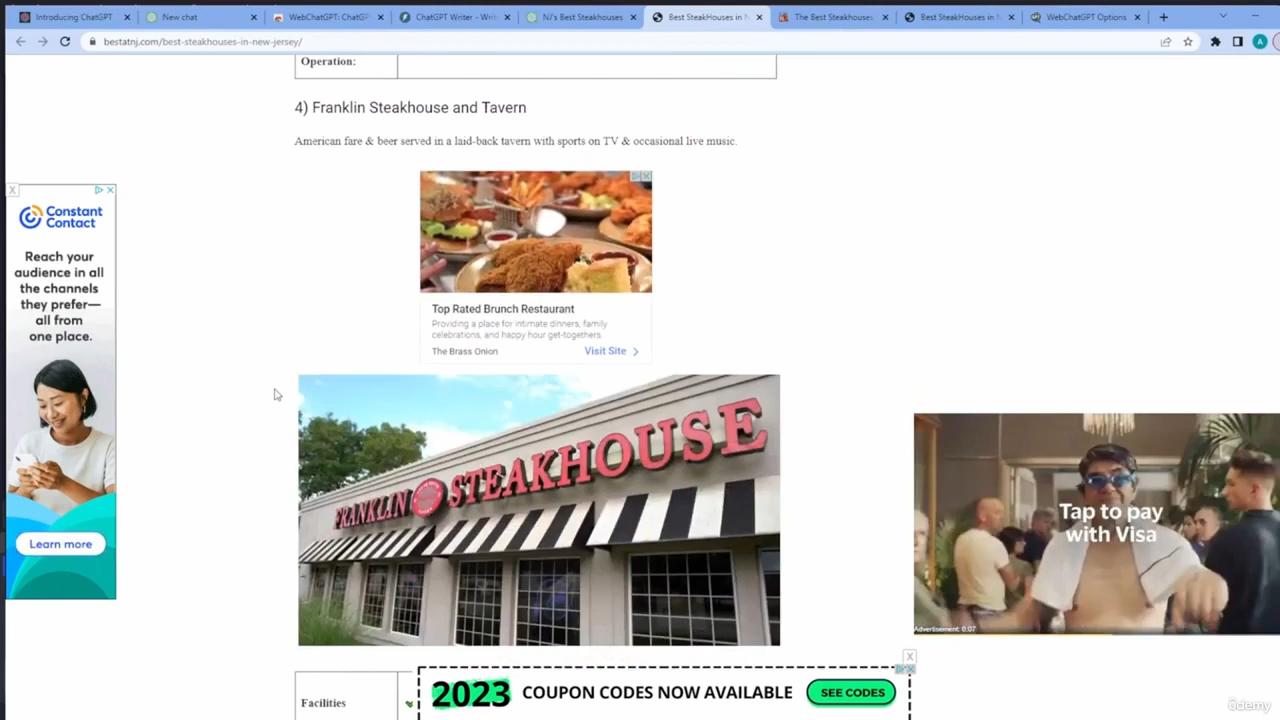 Introducing ChatGPT
New chat
WebChatGPT: ChatGP
ChatGPT Writer - Writ
NJ's Best Steakhouses
Best SteakHouses in N
The Best Steakhouses
Best SteakHouses in N
WebChatGPT Options
bestatnj.com/best-steakhouses-in-new-jersey/
A
Operation:
4) Franklin Steakhouse and Tavern
American fare & beer served in a laid-back tavern with sports on TV & occasional live music.
Constant
Contact
Reach your
audience in all
the channels
they prefer—
all from
one place.
Learn more
Top Rated Brunch Restaurant
Providing a place for intimate dinners, family
celebrations, and happy hour get-togethers.
The Brass Onion
Visit Site
FRANKLIN STEAKHOUSE
Tap to pay
with Visa
Advertisement: 0:07
Facilities
2023 COUPON CODES NOW AVAILABLE
SEE CODES
ûdemy